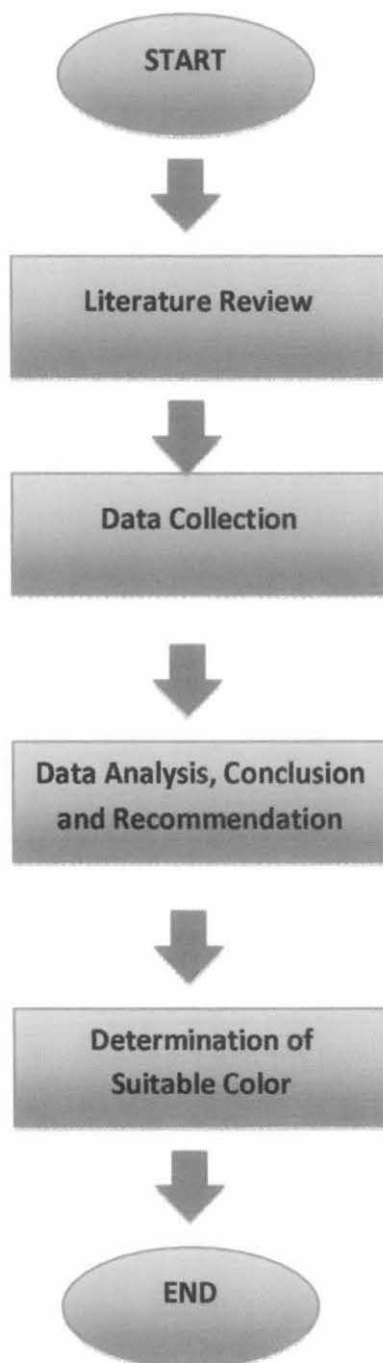 START
Literature Review
Data Collection
Data Analysis, Conclusion
and Recommendation
Determination of
Suitable Color
END